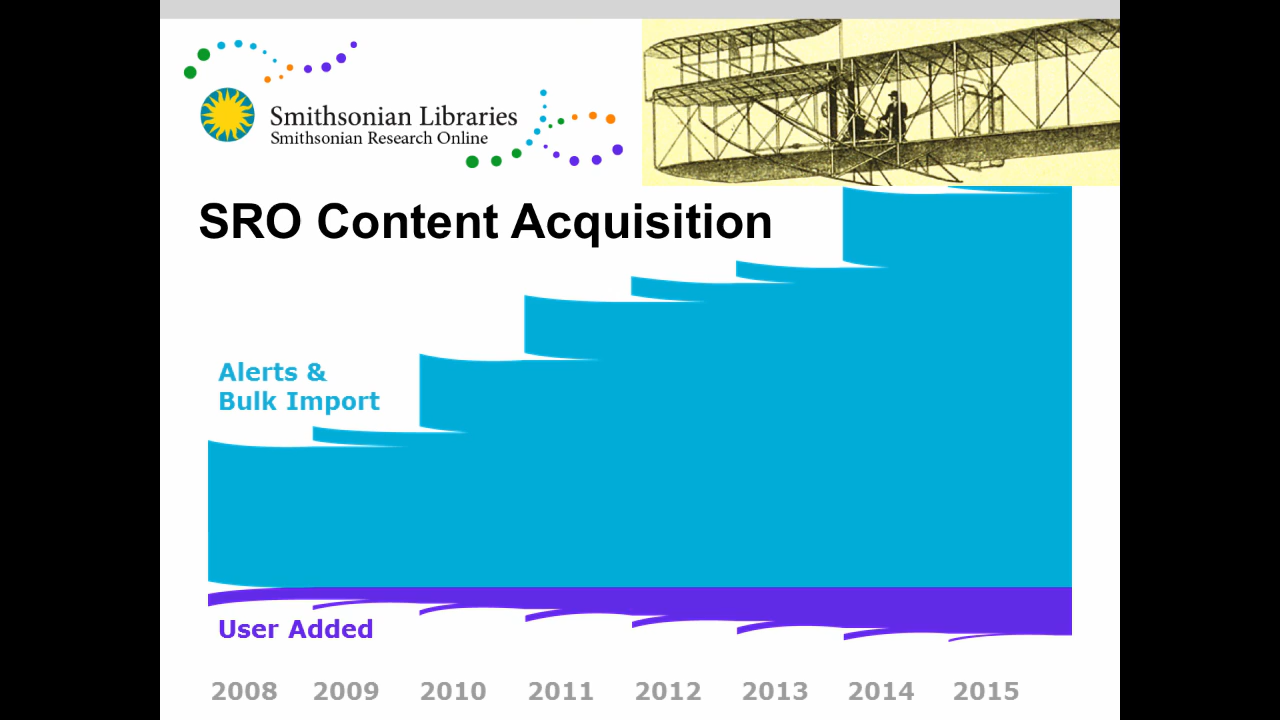 Smithsonian Libraries
Smithsonian Research Online
SRO Content Acquisition
Alerts &
Bulk Import
User Added
2008 2009 2010 2011 2012 2013 2014 2015